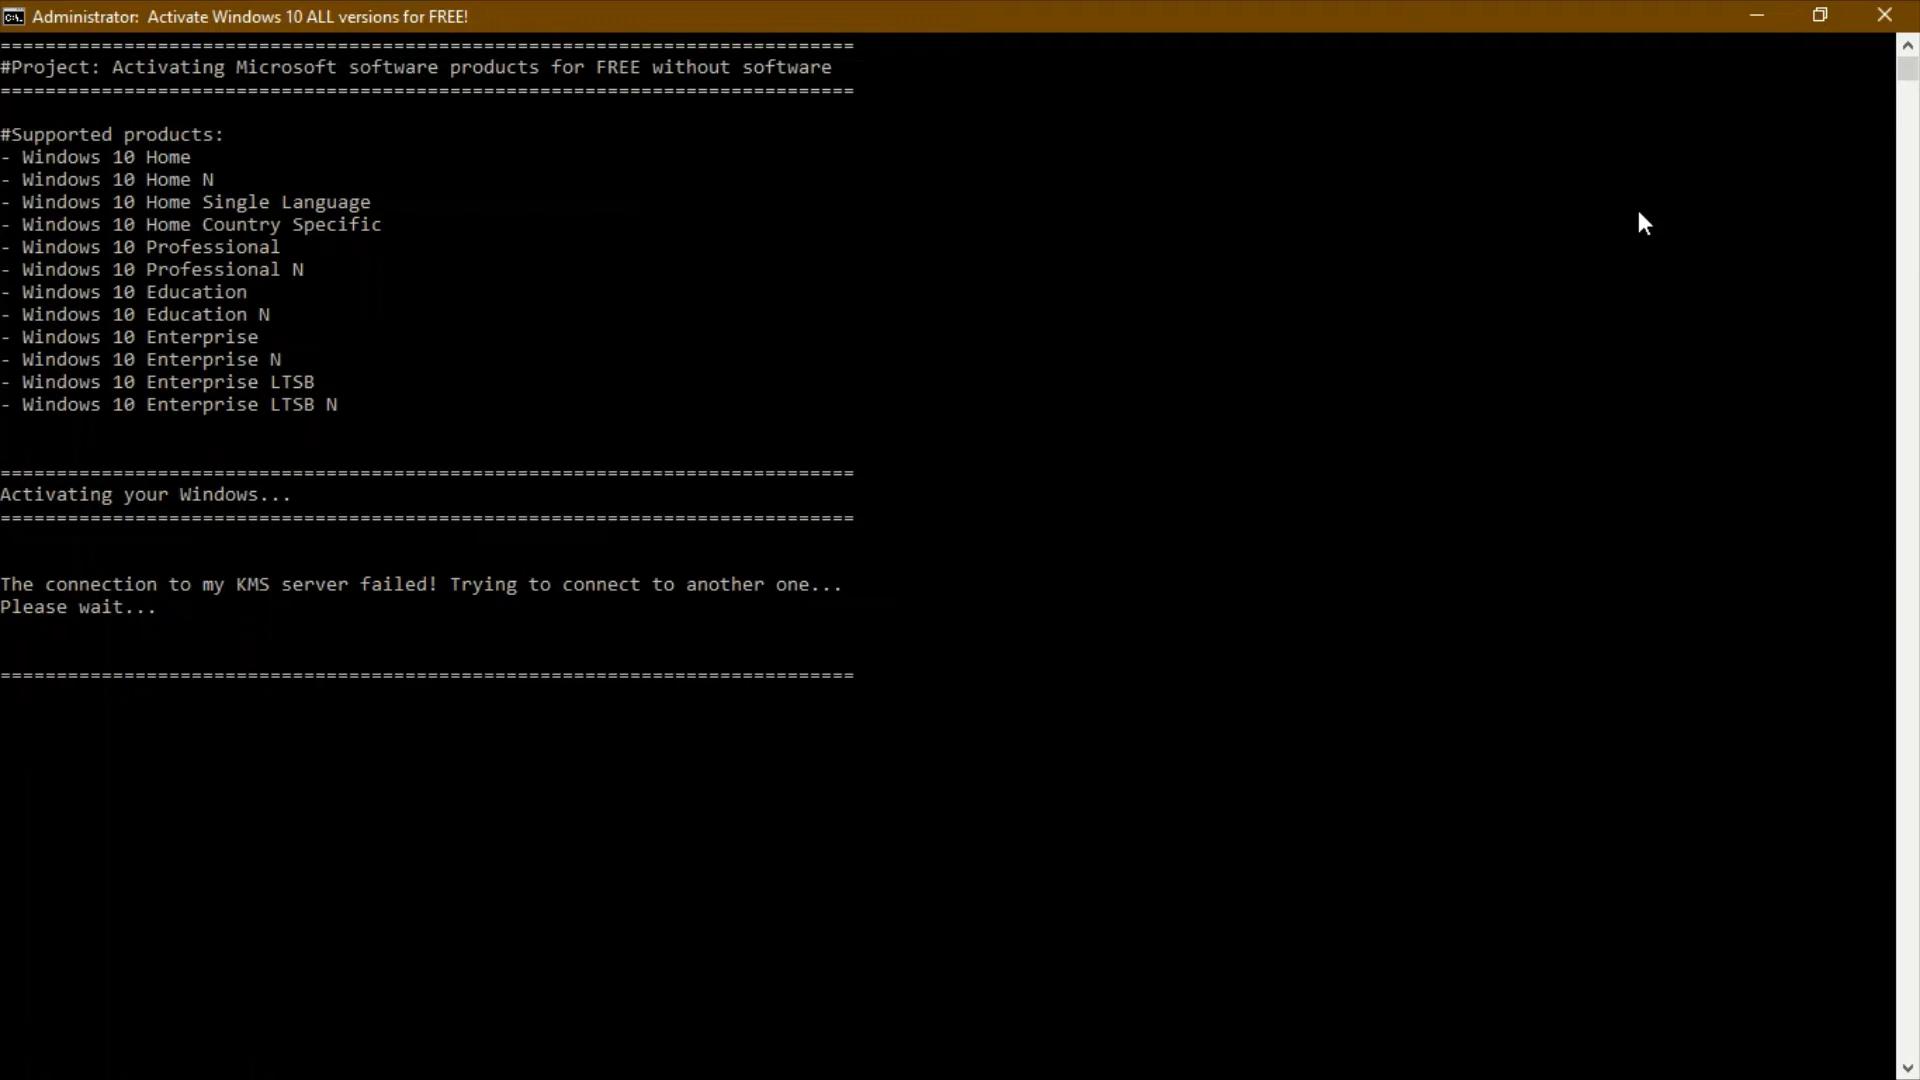 Administrator:  Activate Windows 10 ALL versions for FREE!
============================================================================
#Project: Activating Microsoft software products for FREE without software
============================================================================
#Supported products:
- Windows 10 Home
- Windows 10 Home N
- Windows 10 Home Single Language
- Windows 10 Home Country Specific
- Windows 10 Professional
- Windows 10 Professional N
- Windows 10 Education
- Windows 10 Education N
- Windows 10 Enterprise
- Windows 10 Enterprise N
- Windows 10 Enterprise LTSB
- Windows 10 Enterprise LTSB N
============================================================================
Activating your Windows...
============================================================================
The connection to my KMS server failed! Trying to connect to another one...
Please wait...
============================================================================